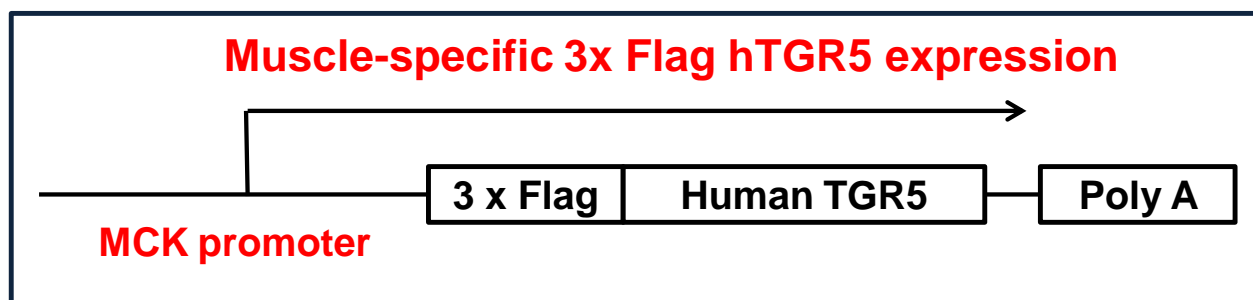 Muscle-specific 3x Flag hTGR5 expression
3 x Flag Human TGR5 Poly A
MCK promoter